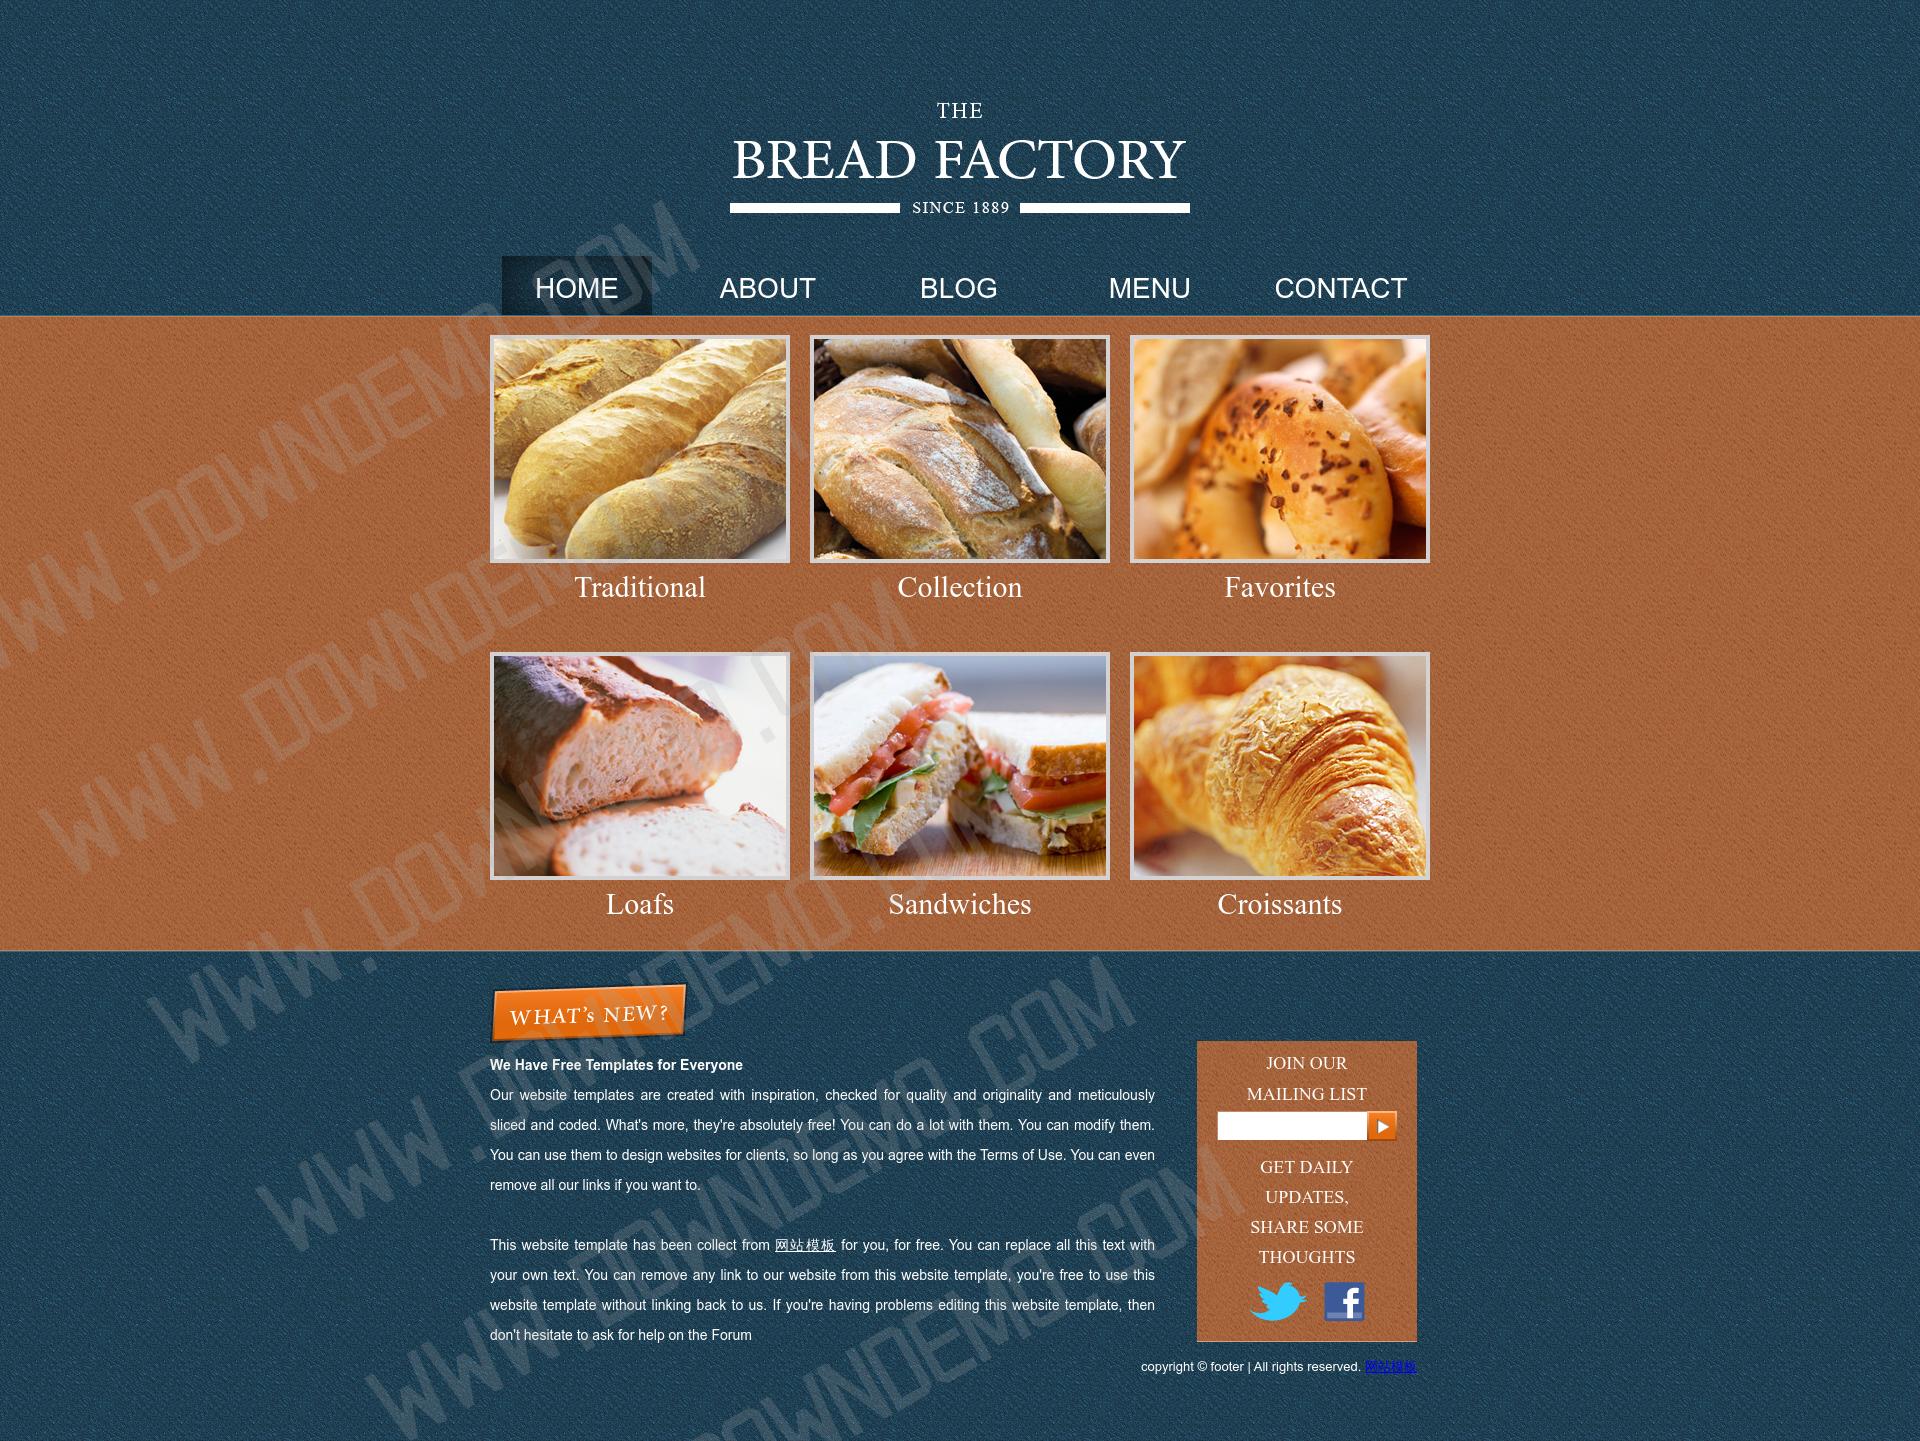 THE
BREAD FACTORY
SINCE 1889
HOME ABOUT BLOG MENU CONTACT
Traditional Collection Favorites
Loafs Sandwiches Croissants
WHAT's NEW?
We Have Free Templates for Everyone
Our website templates are created with inspiration, checked for quality and originality and meticulously
sliced and coded. What's more, they're absolutely free! You can do a lot with them. You can modify them.
You can use them to design websites for clients, so long as you agree with the Terms of Use. You can even
remove all our links if you want to.
This website template has been collect from 网站模板 for you, for free. You can replace all this text with
your own text. You can remove any link to our website from this website template, you're free to use this
website template without linking back to us. If you're having problems editing this website template, then
don't hesitate to ask for help on the Forum
JOIN OUR
MAILING LIST
GET DAILY
UPDATES,
SHARE SOME
THOUGHTS
f
copyright © footer | All rights reserved. 网站模板
WWW.DOWNDEMO.COM
WWW.DOWNDEMO.COM
WWW.DOWNDEMO.COM
WWW.DOWNDEMO.COM
WWW.DOWNDEMO.COM